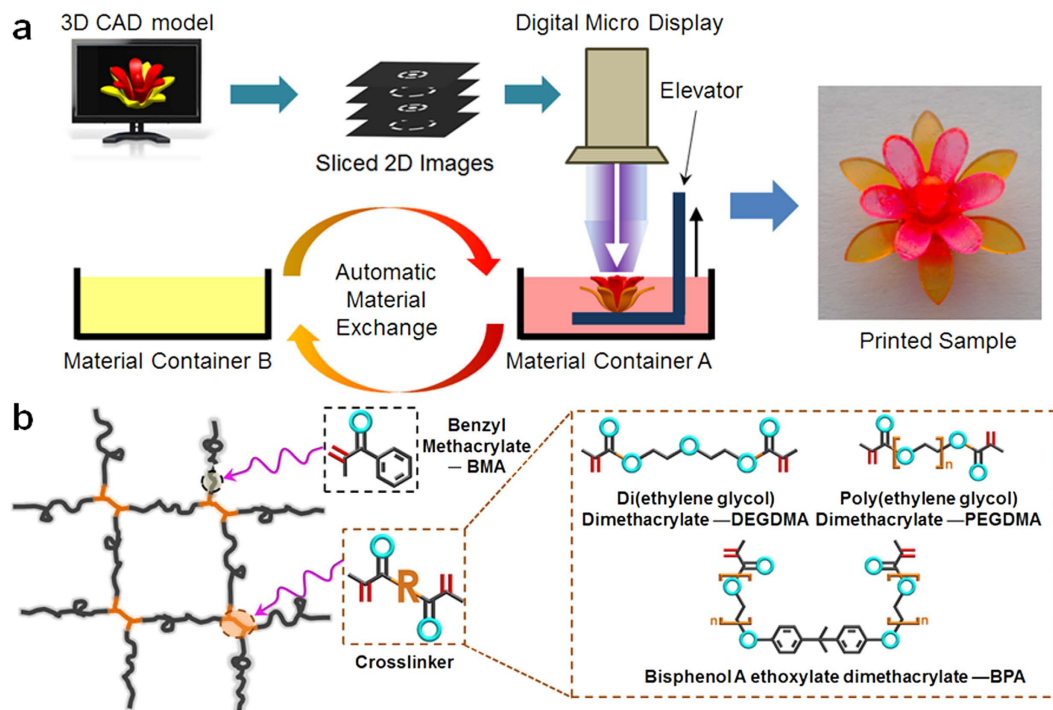 a
3D CAD model
Sliced 2D Images
Digital Micro Display
Elevator
Automatic
Material
Exchange
Material Container B
Material Container A
Printed Sample
b
Benzyl
Methacrylate
— BMA
R
Crosslinker
n
Di(ethylene glycol)
Dimethacrylate —DEGDMA
Poly(ethylene glycol)
Dimethacrylate —PEGDMA
n
n
Bisphenol A ethoxylate dimethacrylate —BPA